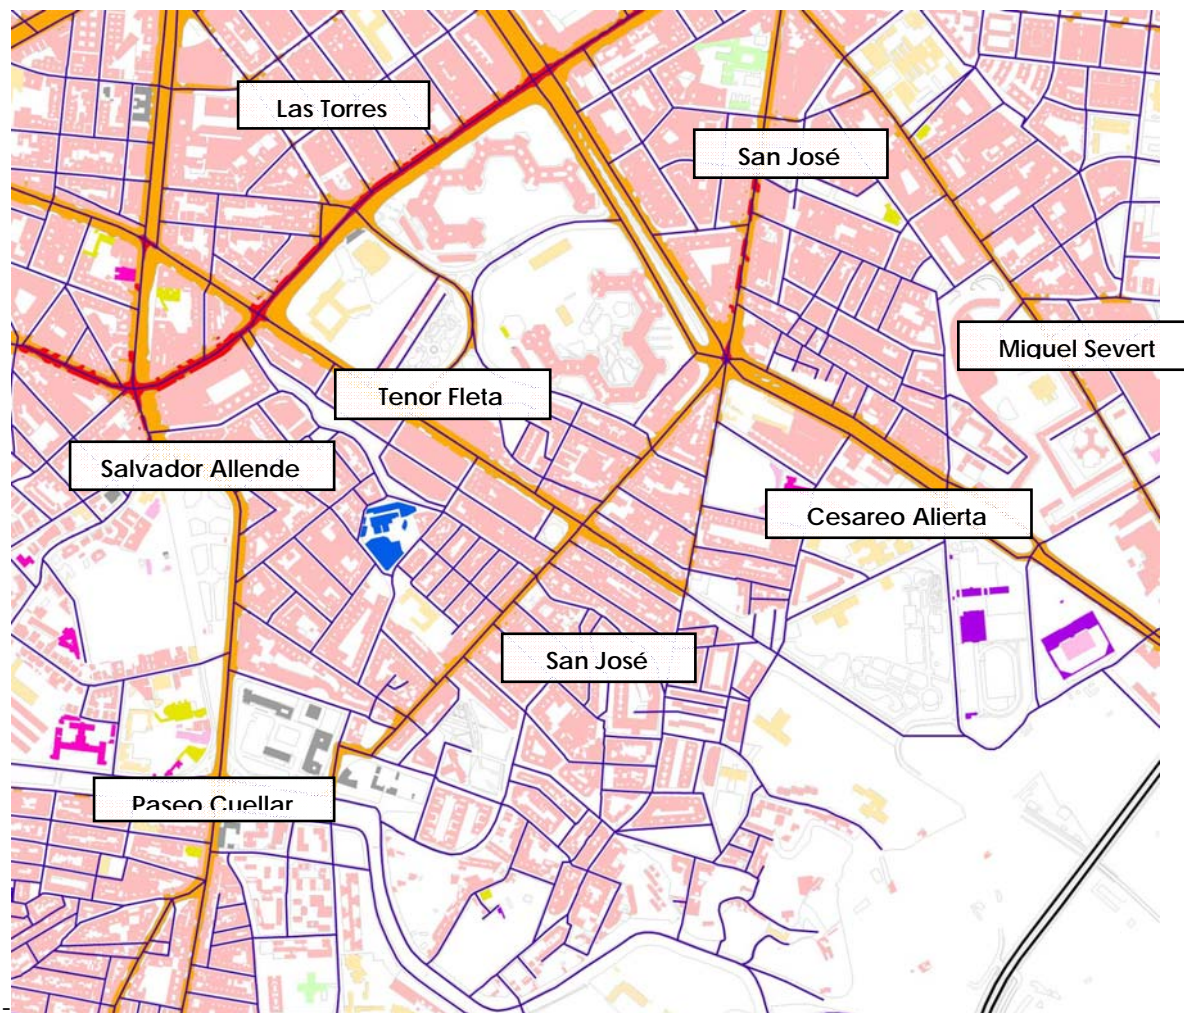 Las Torres
San José
Miguel Severt
Tenor Fleta
Salvador Allende
Cesareo Alierta
San José
Paseo Cuellar